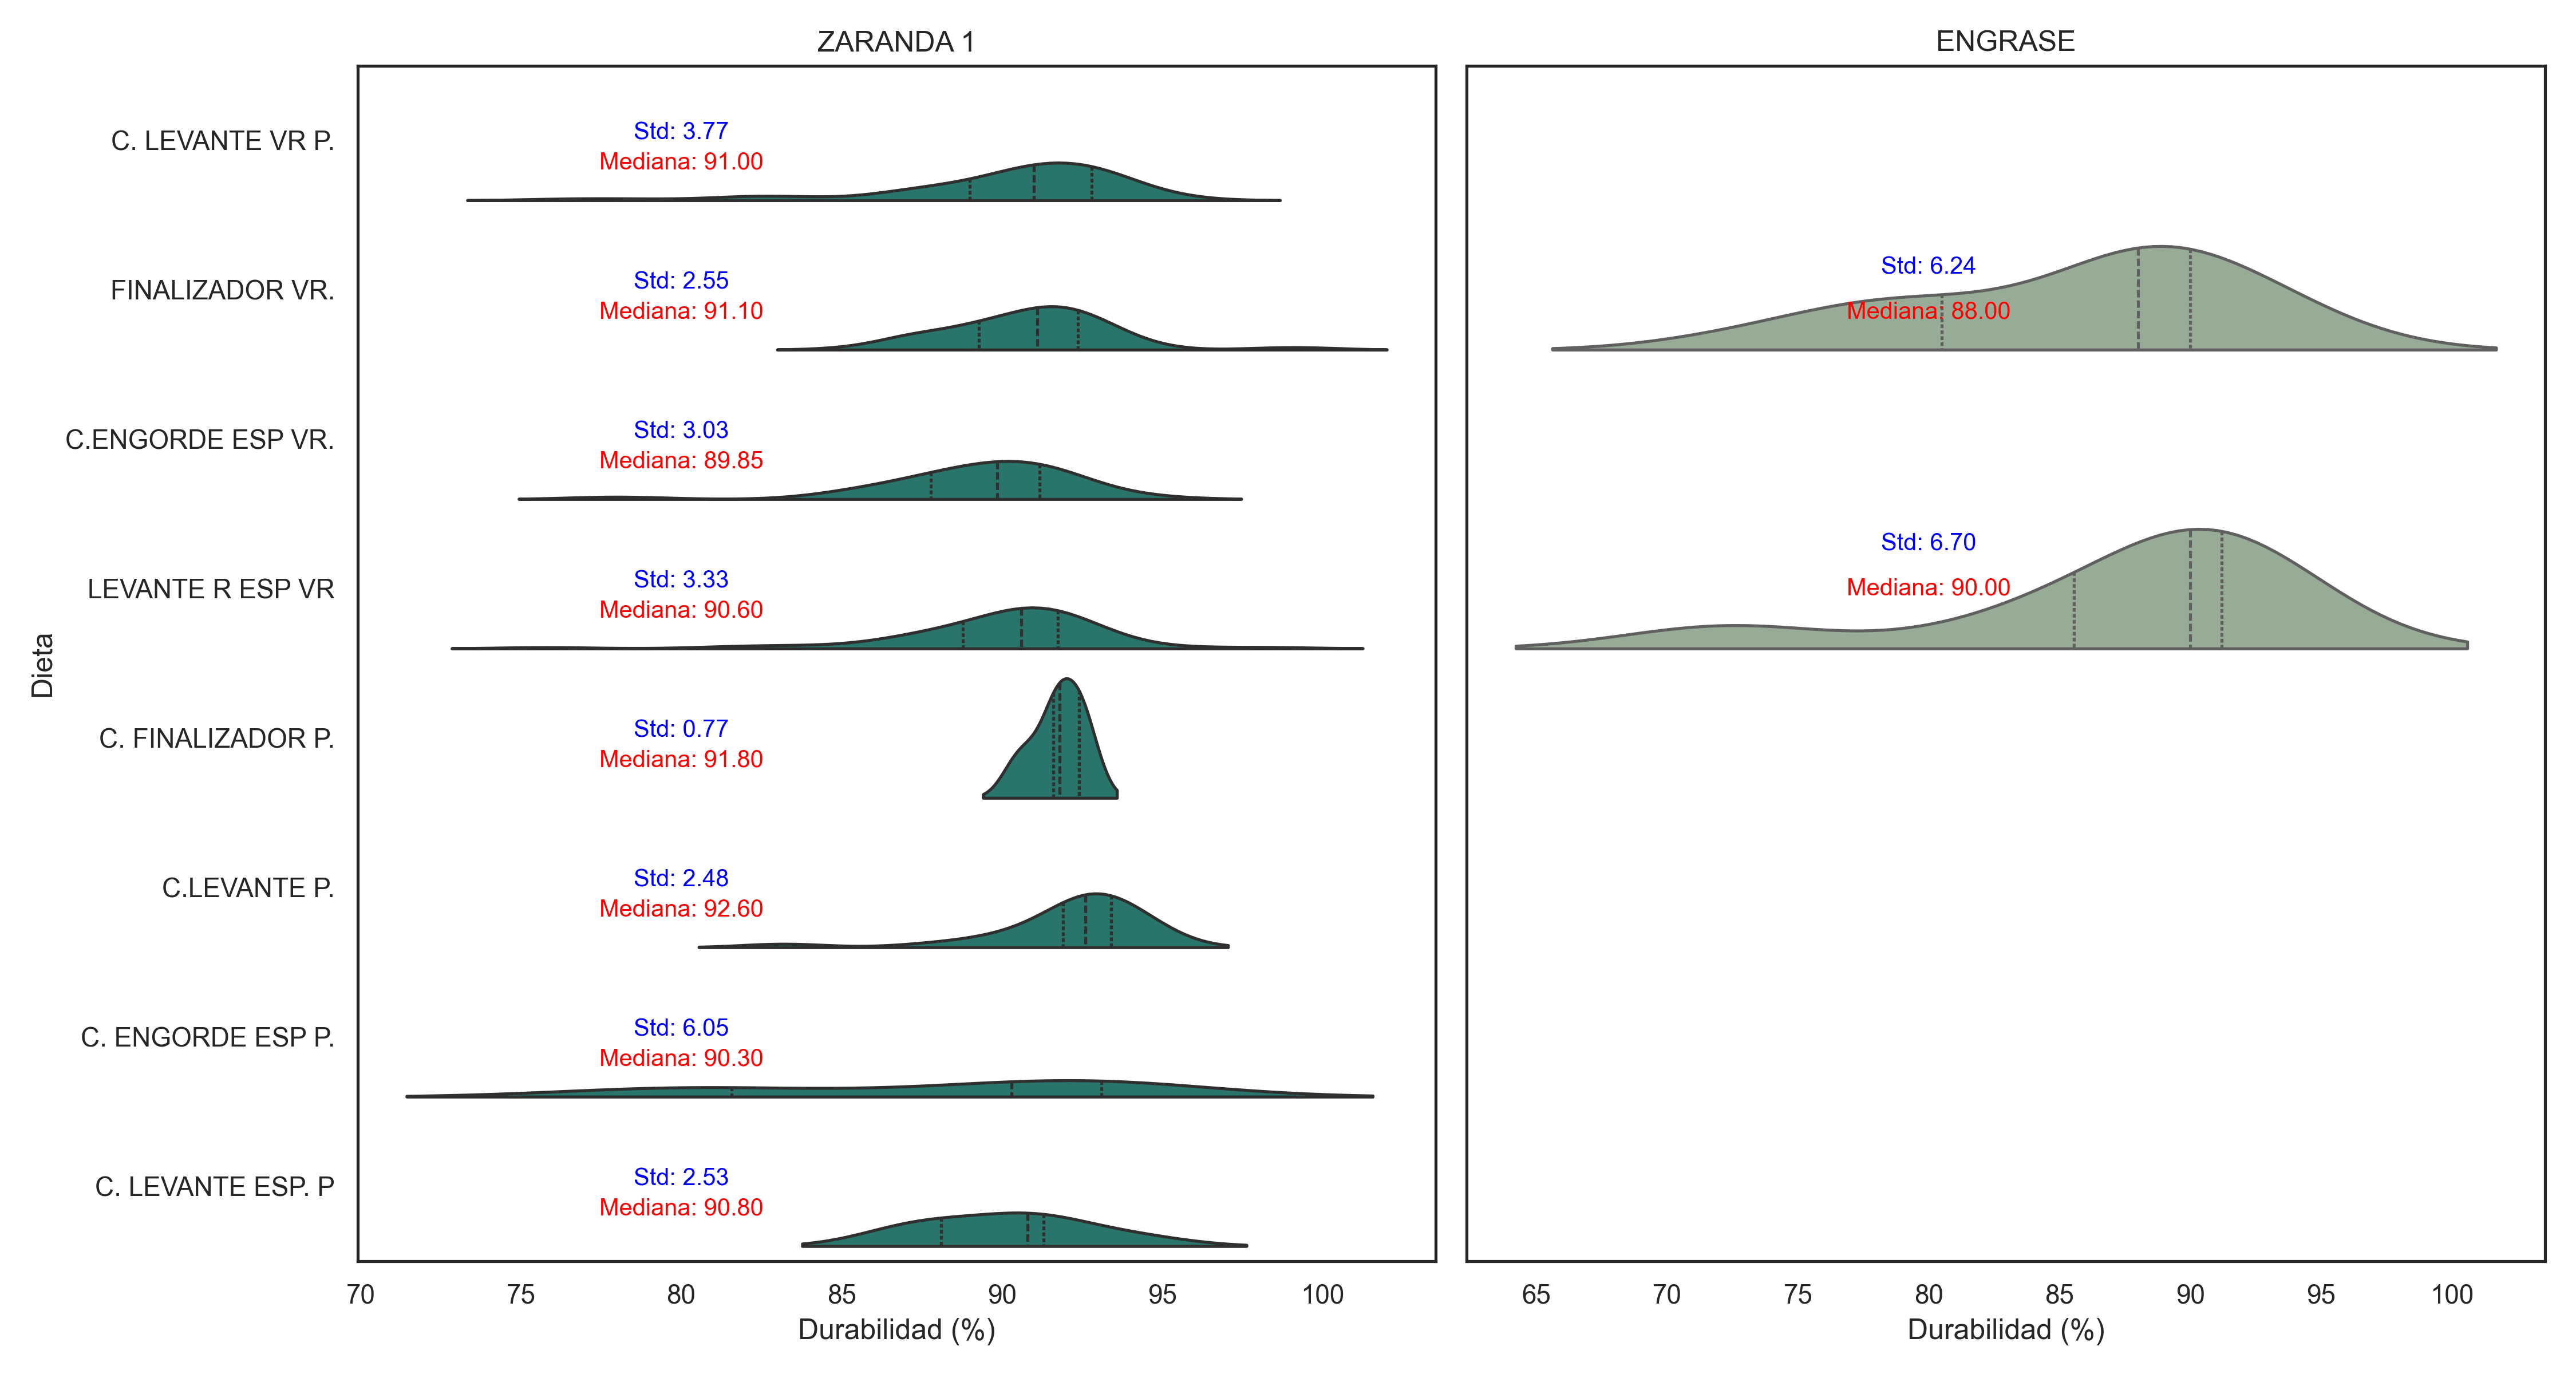 ZARANDA 1
ENGRASE
Dieta
C. LEVANTE VR P.
Std: 3.77
Mediana: 91.00
FINALIZADOR VR.
Std: 2.55
Mediana: 91.10
Std: 6.24
Mediana: 88.00
C.ENGORDE ESP VR.
Std: 3.03
Mediana: 89.85
LEVANTE R ESP VR
Std: 3.33
Mediana: 90.60
Std: 6.70
Mediana: 90.00
C. FINALIZADOR P.
Std: 0.77
Mediana: 91.80
C.LEVANTE P.
Std: 2.48
Mediana: 92.60
C. ENGORDE ESP P.
Std: 6.05
Mediana: 90.30
C. LEVANTE ESP. P
Std: 2.53
Mediana: 90.80
70 75 80 85 90 95 100
Durabilidad (%)
65 70 75 80 85 90 95 100
Durabilidad (%)